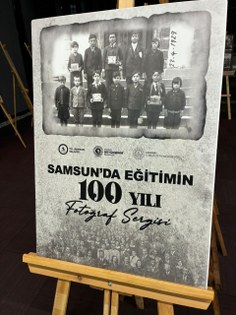 SAMSUN'DA EĞİTİMİN
100 YILI
Fotoğraf Sergisi